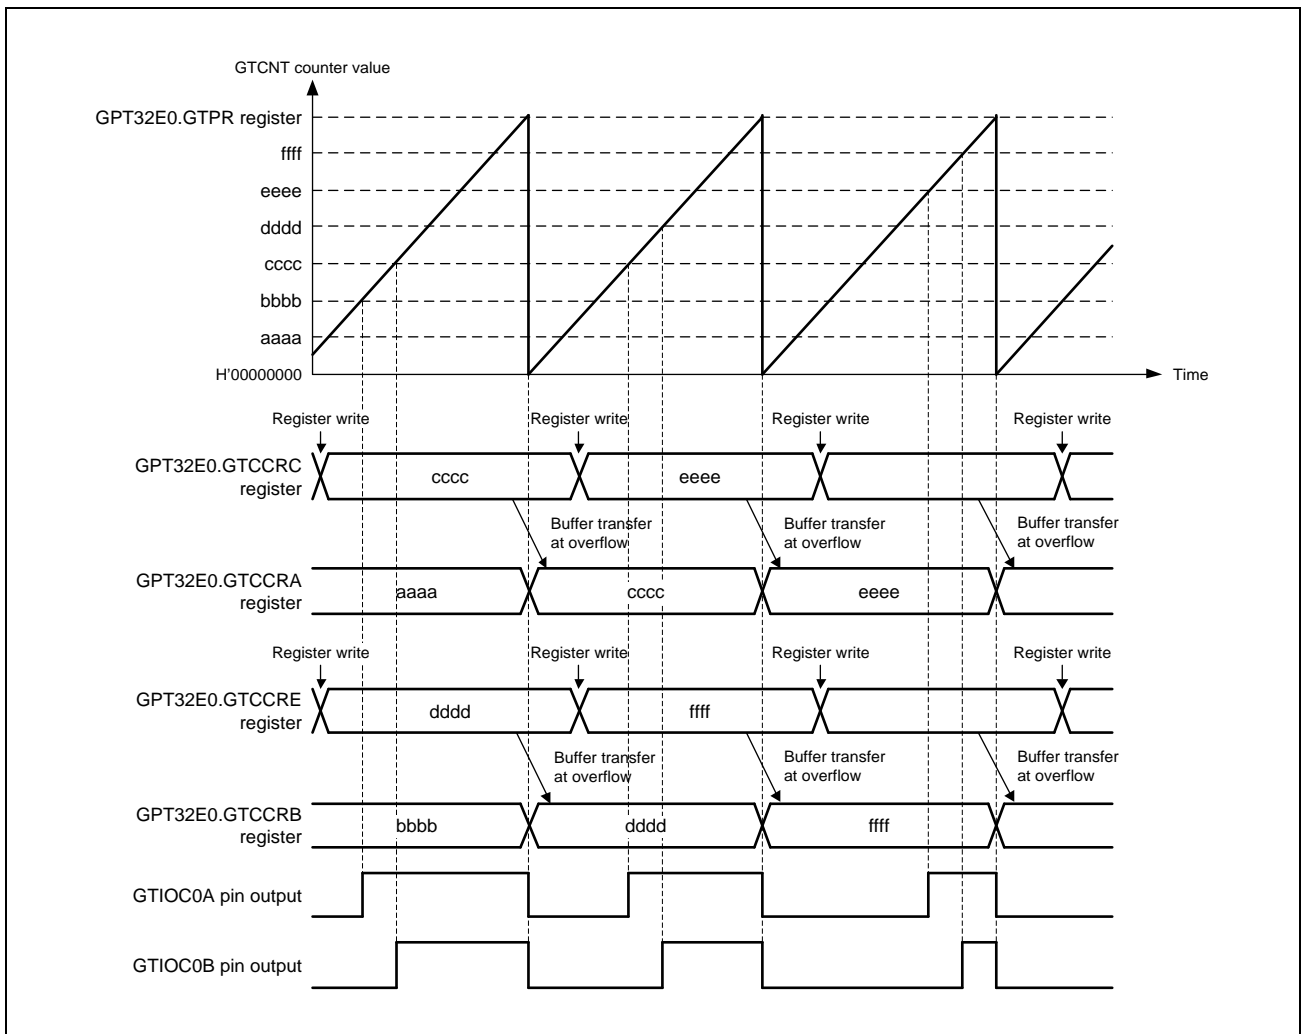 GTCNT counter value
GPT32E0.GTPR register
ffff
eeee
dddd
cccc
bbbb
aaaa
H'00000000
Time
Register write
Register write
Register write
Register write
GPT32E0.GTCCRC
register
cccc
eeee
Buffer transfer
at overflow
Buffer transfer
at overflow
Buffer transfer
at overflow
GPT32E0.GTCCRA
register
aaaa
cccc
eeee
Register write
Register write
Register write
Register write
GPT32E0.GTCCRE
register
dddd
ffff
Buffer transfer
at overflow
Buffer transfer
at overflow
Buffer transfer
at overflow
GPT32E0.GTCCRB
register
bbbb
dddd
ffff
GTIOC0A pin output
GTIOC0B pin output